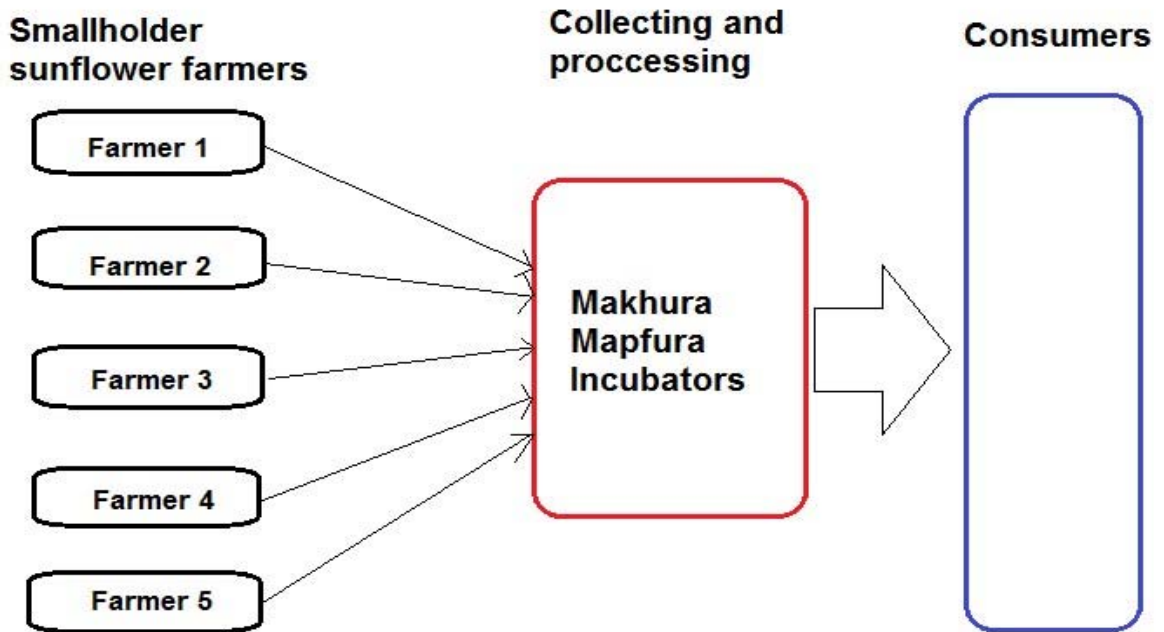 Smallholder
sunflower farmers
Collecting and
proccessing
Consumers
Farmer 1
Farmer 2
Farmer 3
Farmer 4
Farmer 5
Makhura
Mapfura
Incubators